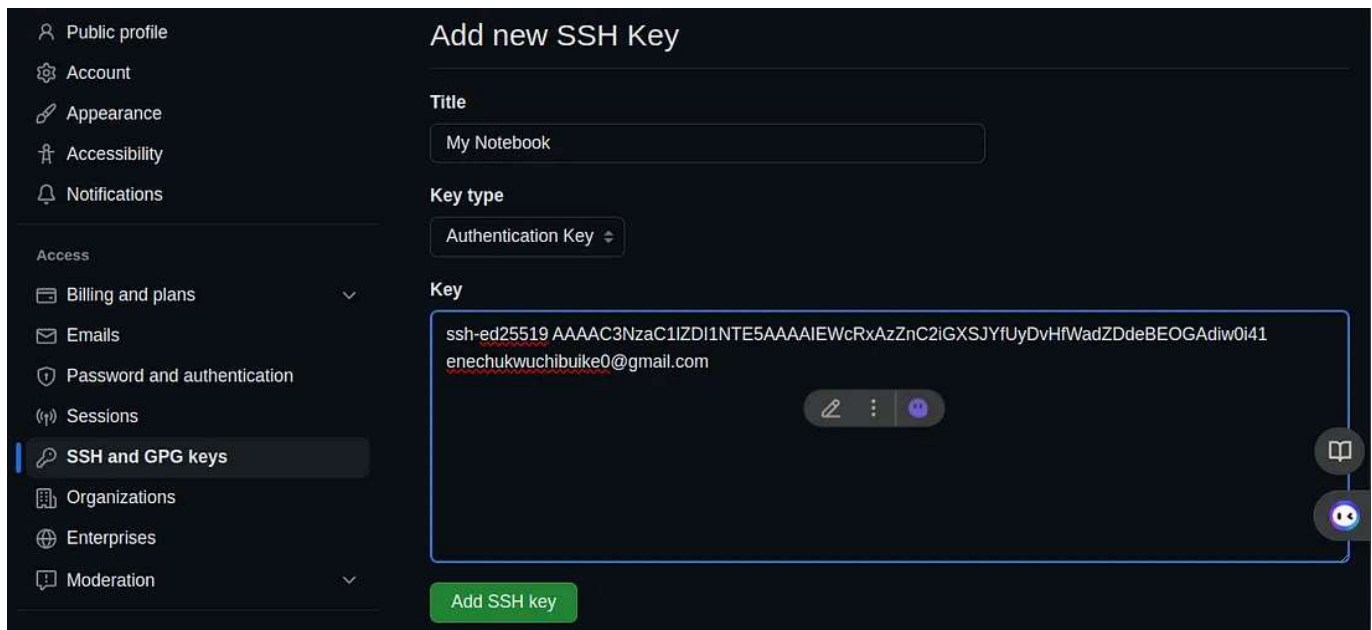 Public profile
Account
Appearance
Accessibility
Notifications
Access
Billing and plans
Emails
Password and authentication
Sessions
SSH and GPG keys
Organizations
Enterprises
Moderation
Add new SSH Key
Title
My Notebook
Key type
Authentication Key
Key
ssh-ed25519 AAAAC3NzaC1lZDI1NTE5AAAAIEWcRxAzZnC2iGXSJYfUyDvHfWadZDdeBEOGAdiw0i41
enechukwuchibuike0@gmail.com
Add SSH key